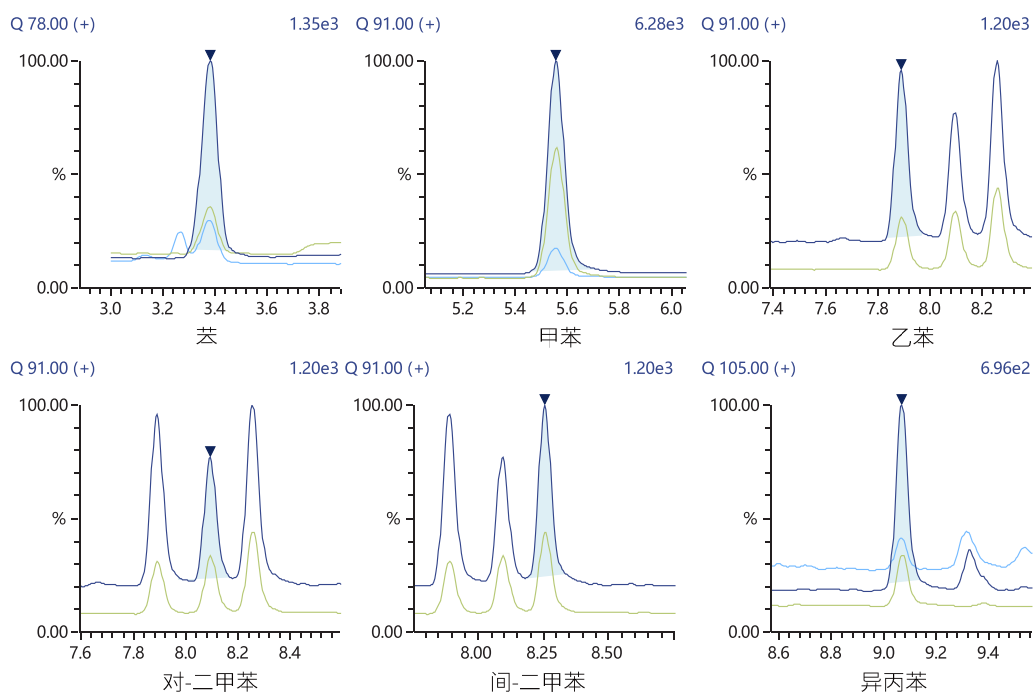 Q 78.00 (+) 1.35e3
100.00
%
0.00
3.0 3.2 3.4 3.6 3.8
苯
Q 91.00 (+) 6.28e3
100.00
%
0.00
5.2 5.4 5.6 5.8 6.0
甲苯
Q 91.00 (+) 1.20e3
100.00
%
0.00
7.4 7.6 7.8 8.0 8.2
乙苯
Q 91.00 (+) 1.20e3
100.00
%
0.00
7.6 7.8 8.0 8.2 8.4
对-二甲苯
Q 91.00 (+) 1.20e3
100.00
%
0.00
8.00 8.25 8.50
间-二甲苯
Q 105.00 (+) 6.96e2
100.00
%
0.00
8.6 8.8 9.0 9.2 9.4
异丙苯